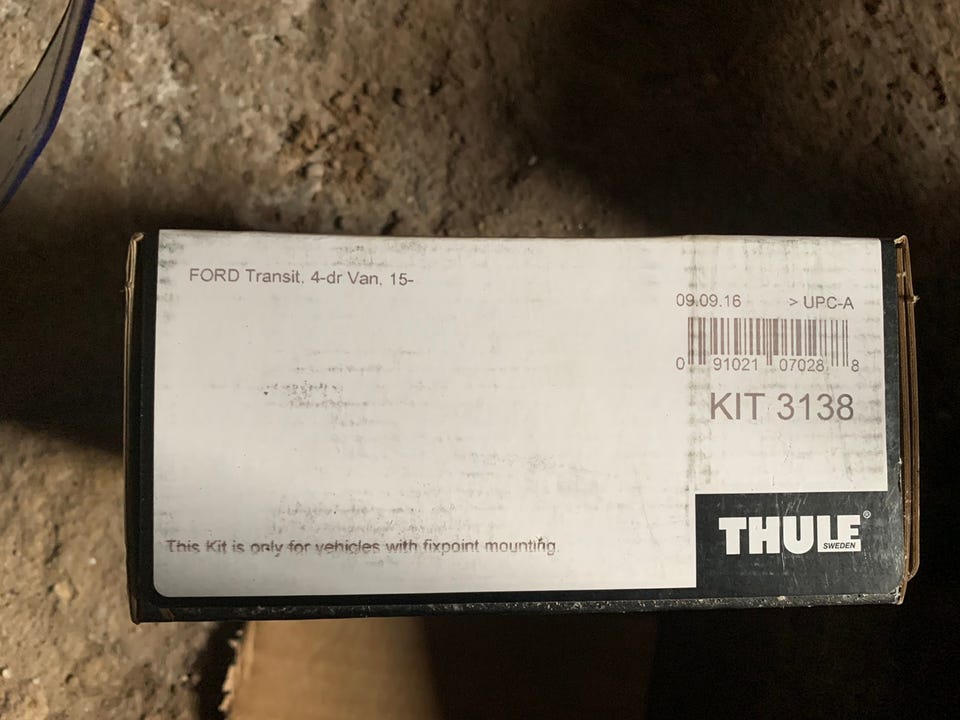 FORD Transit, 4-dr Van, 15-
09.09.16 > UPC-A
0 91021 07028 8
KIT 3138
This Kit is only for vehicles with fixpoint mounting.
THULE®
SWEDEN